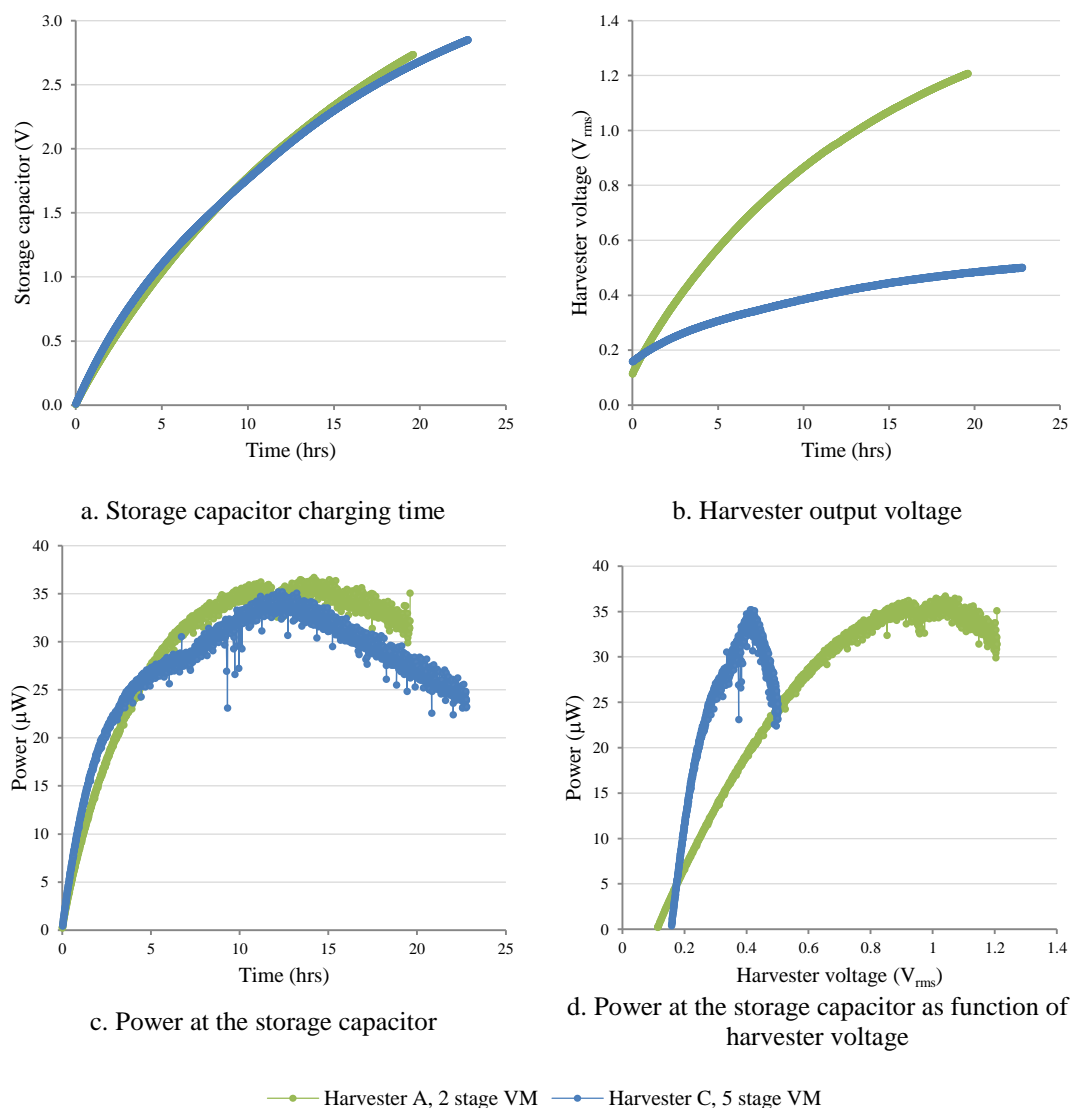 3.0
2.5
2.0
1.5
1.0
0.5
0.0
Storage capacitor (V)
0 5 10 15 20 25
Time (hrs)
a. Storage capacitor charging time
1.4
1.2
1.0
0.8
0.6
0.4
0.2
0.0
Harvester voltage (Vrms)
0 5 10 15 20 25
Time (hrs)
b. Harvester output voltage
40
35
30
25
20
15
10
5
0
Power (µW)
0 5 10 15 20 25
Time (hrs)
c. Power at the storage capacitor
40
35
30
25
20
15
10
5
0
Power (µW)
0 0.2 0.4 0.6 0.8 1 1.2 1.4
Harvester voltage (Vrms)
d. Power at the storage capacitor as function of
harvester voltage
Harvester A, 2 stage VM Harvester C, 5 stage VM